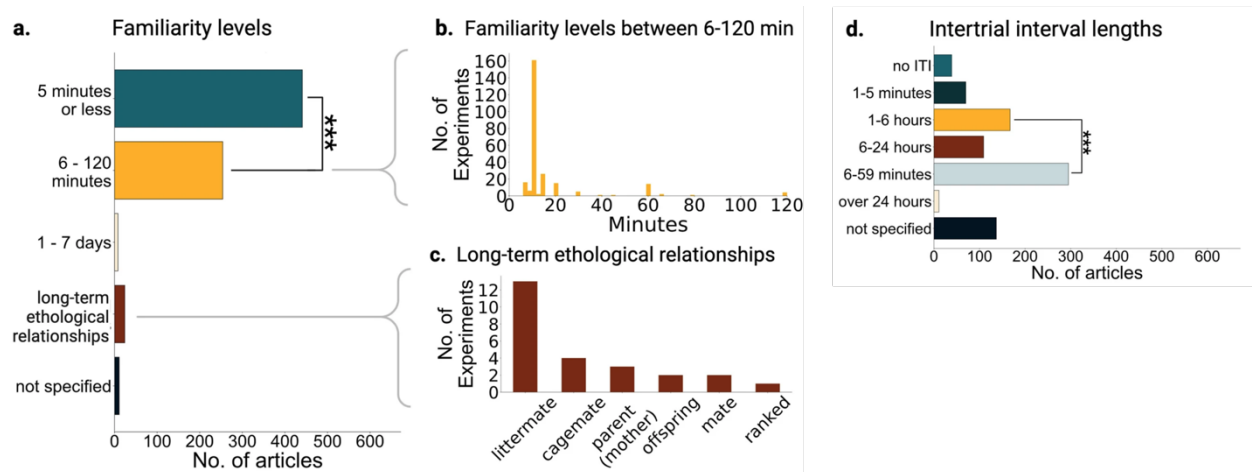 a. Familiarity levels
5 minutes
or less
6 - 120
minutes
1 - 7 days
long-term
ethological
relationships
not specified
***
0 100 200 300 400 500 600
No. of articles
b. Familiarity levels between 6-120 min
No. of
Experiments
160
140
120
100
80
60
40
20
0
0 20 40 60 80 100 120
Minutes
c. Long-term ethological relationships
No. of
Experiments
12
10
8
6
4
2
0
littermate
cagemate
parent
(mother)
offspring
mate
ranked
d. Intertrial interval lengths
no ITI
1-5 minutes
1-6 hours
6-24 hours
6-59 minutes
over 24 hours
not specified
***
0 100 200 300 400 500 600
No. of articles